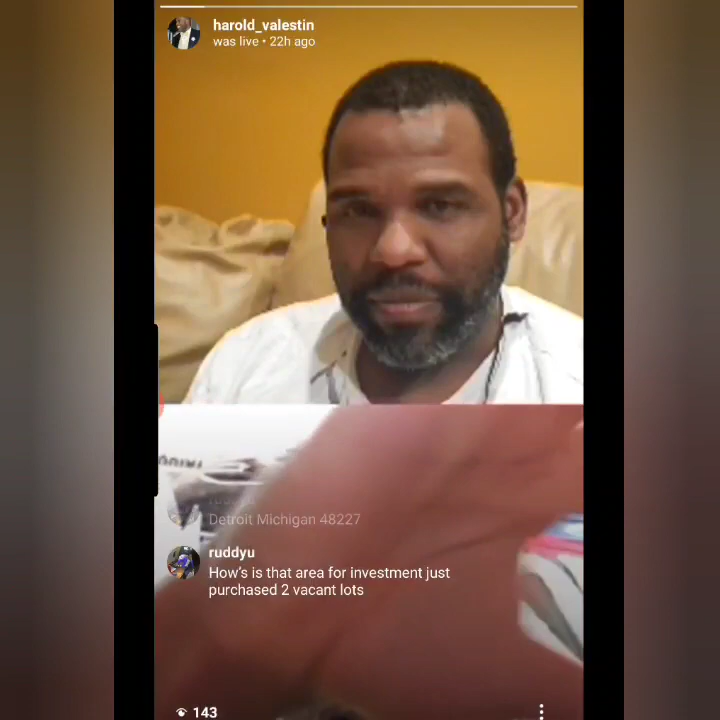 harold_valestin
was live • 22h ago
Detroit Michigan 48227
ruddyu
How's is that area for investment just
purchased 2 vacant lots
143